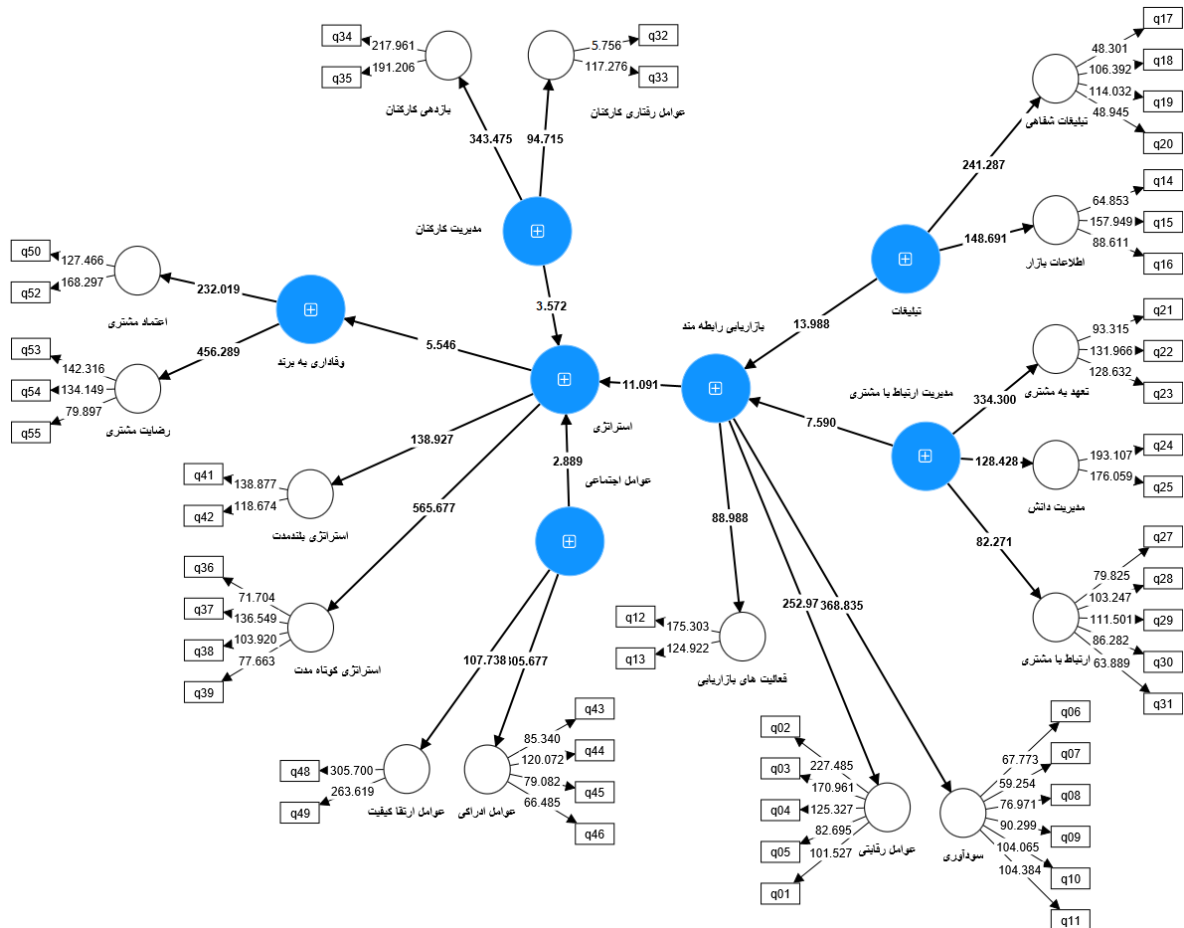 q17
48.301
q18
106.392
q19
114.032
q20
48.945
تبلیغات شفاهی
241.287
q14
64.853
q15
157.949
q16
88.611
اطلاعات بازار
148.691
تبلیغات
13.988
q34
217.961
q35
191.206
بازدهی کارکنان
343.475
q32
5.756
q33
117.276
عوامل رفتاری کارکنان
94.715
مدیریت کارکنان
3.572
q50
127.466
q52
168.297
اعتماد مشتری
232.019
q53
142.316
q54
134.149
q55
79.897
رضایت مشتری
456.289
وفاداری به برند
5.546
استراتژی
11.091
بازاریابی رابطه مند
q21
93.315
q22
131.966
q23
128.632
تعهد به مشتری
334.300
مدیریت ارتباط با مشتری
7.590
q24
193.107
q25
176.059
مدیریت دانش
128.428
q27
79.825
q28
103.247
q29
111.501
q30
86.282
q31
63.889
ارتباط با مشتری
82.271
q41
138.877
q42
118.674
استراتژی بلندمدت
138.927
q36
71.704
q37
136.549
q38
103.920
q39
77.663
استراتژی کوتاه مدت
565.677
2.889
عوامل اجتماعی
q12
175.303
q13
124.922
فعالیت های بازاریابی
88.988
q48
305.700
q49
263.619
عوامل ارتقا کیفیت
107.738
q43
85.340
q44
120.072
q45
79.082
q46
66.485
عوامل ادراکی
q02
227.485
q03
170.961
q04
125.327
q05
82.695
q01
101.527
عوامل رقابتی
252.97
q06
67.773
q07
59.254
q08
76.971
q09
90.299
q10
104.065
q11
104.384
سودآوری
368.835